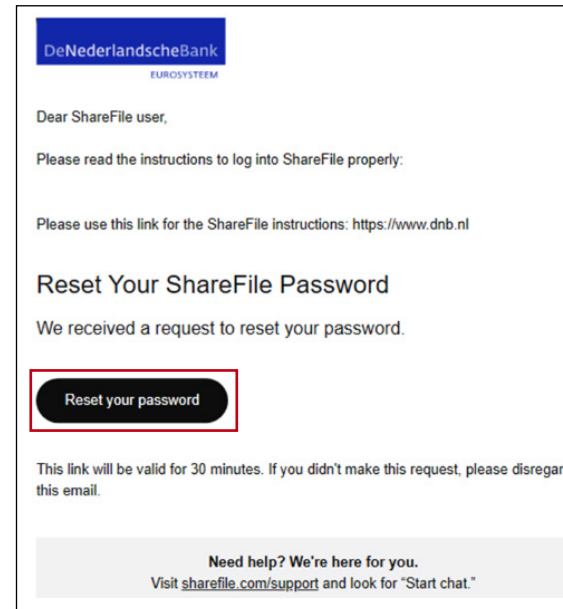 DeNederlandscheBank
EUROSYSTEEM
Dear ShareFile user,
Please read the instructions to log into ShareFile properly:
Please use this link for the ShareFile instructions: https://www.dnb.nl
Reset Your ShareFile Password
We received a request to reset your password.
Reset your password
This link will be valid for 30 minutes. If you didn't make this request, please disregar
this email.
Need help? We're here for you.
Visit sharefile.com/support and look for “Start chat.”